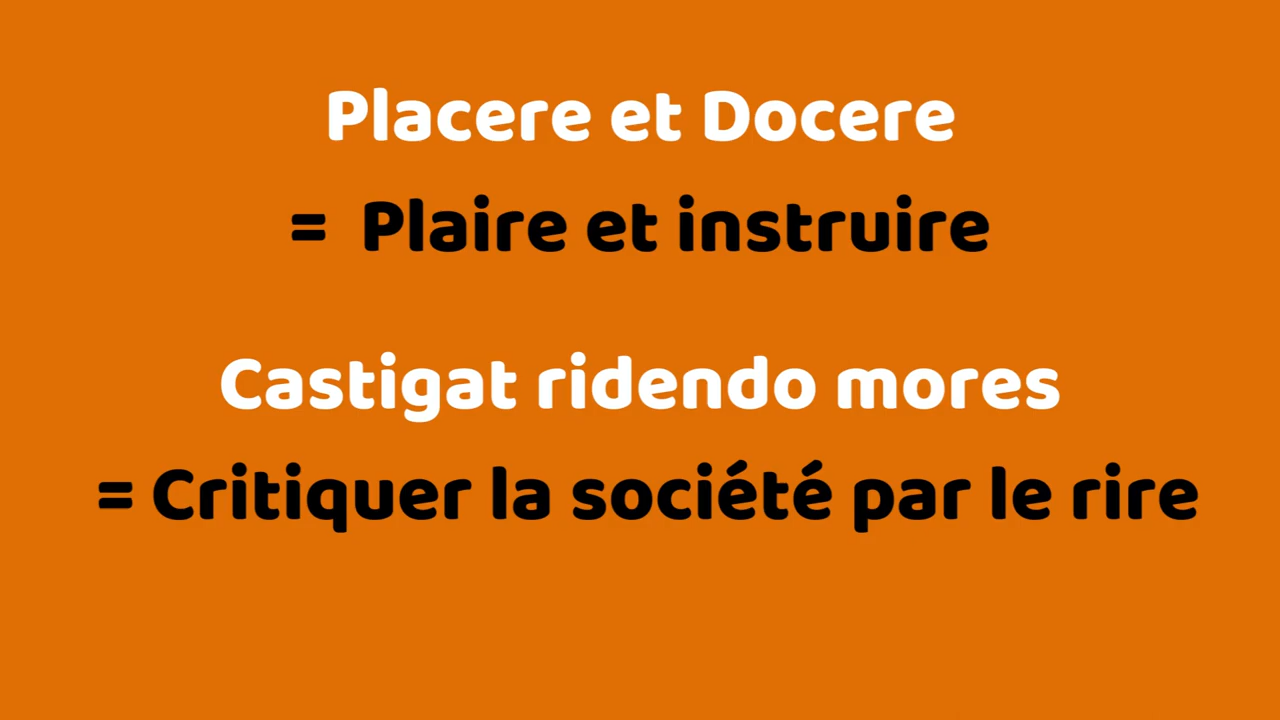 Placere et Docere
= Plaire et instruire
Castigat ridendo mores
= Critiquer la société par le rire